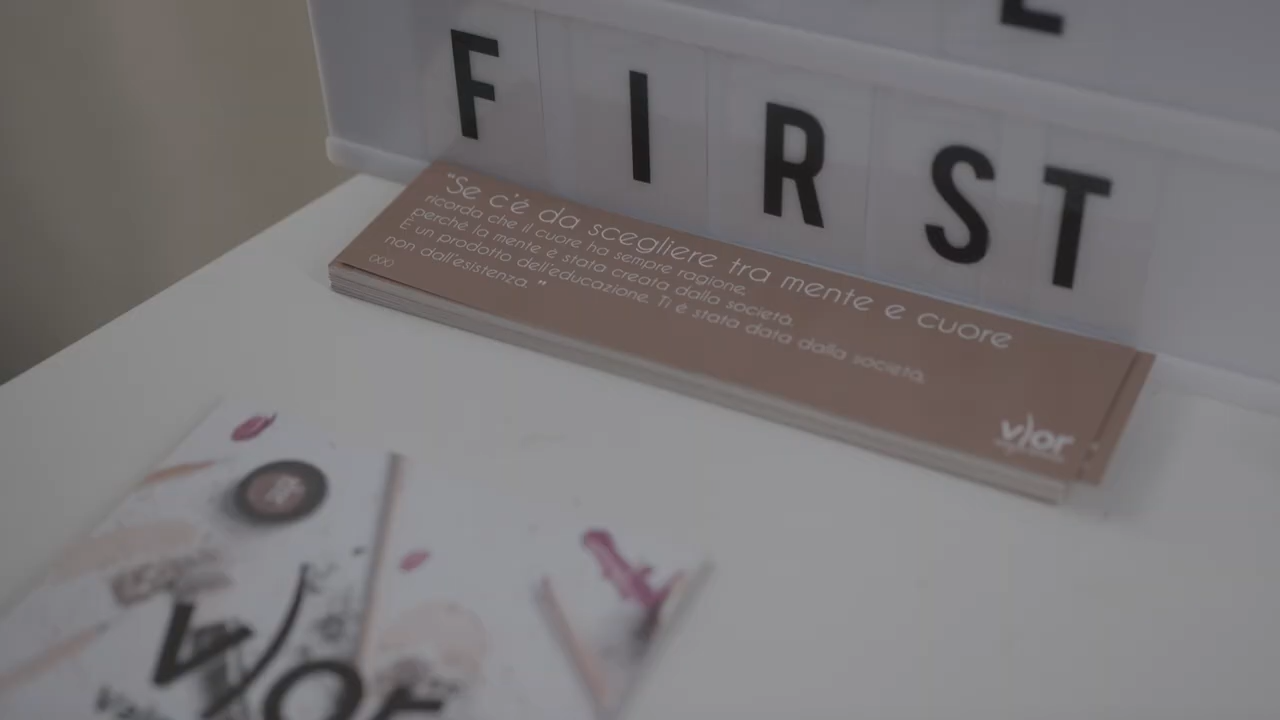 E
FIRST
"Se c'é da scegliere tra mente e cuore
ricorda che il cuore ha sempre ragione,
perché la mente è stata creata dalla società.
È un prodotto dell'educazione. Ti è stata data dalla società,
non dall'esistenza."
vior
vior